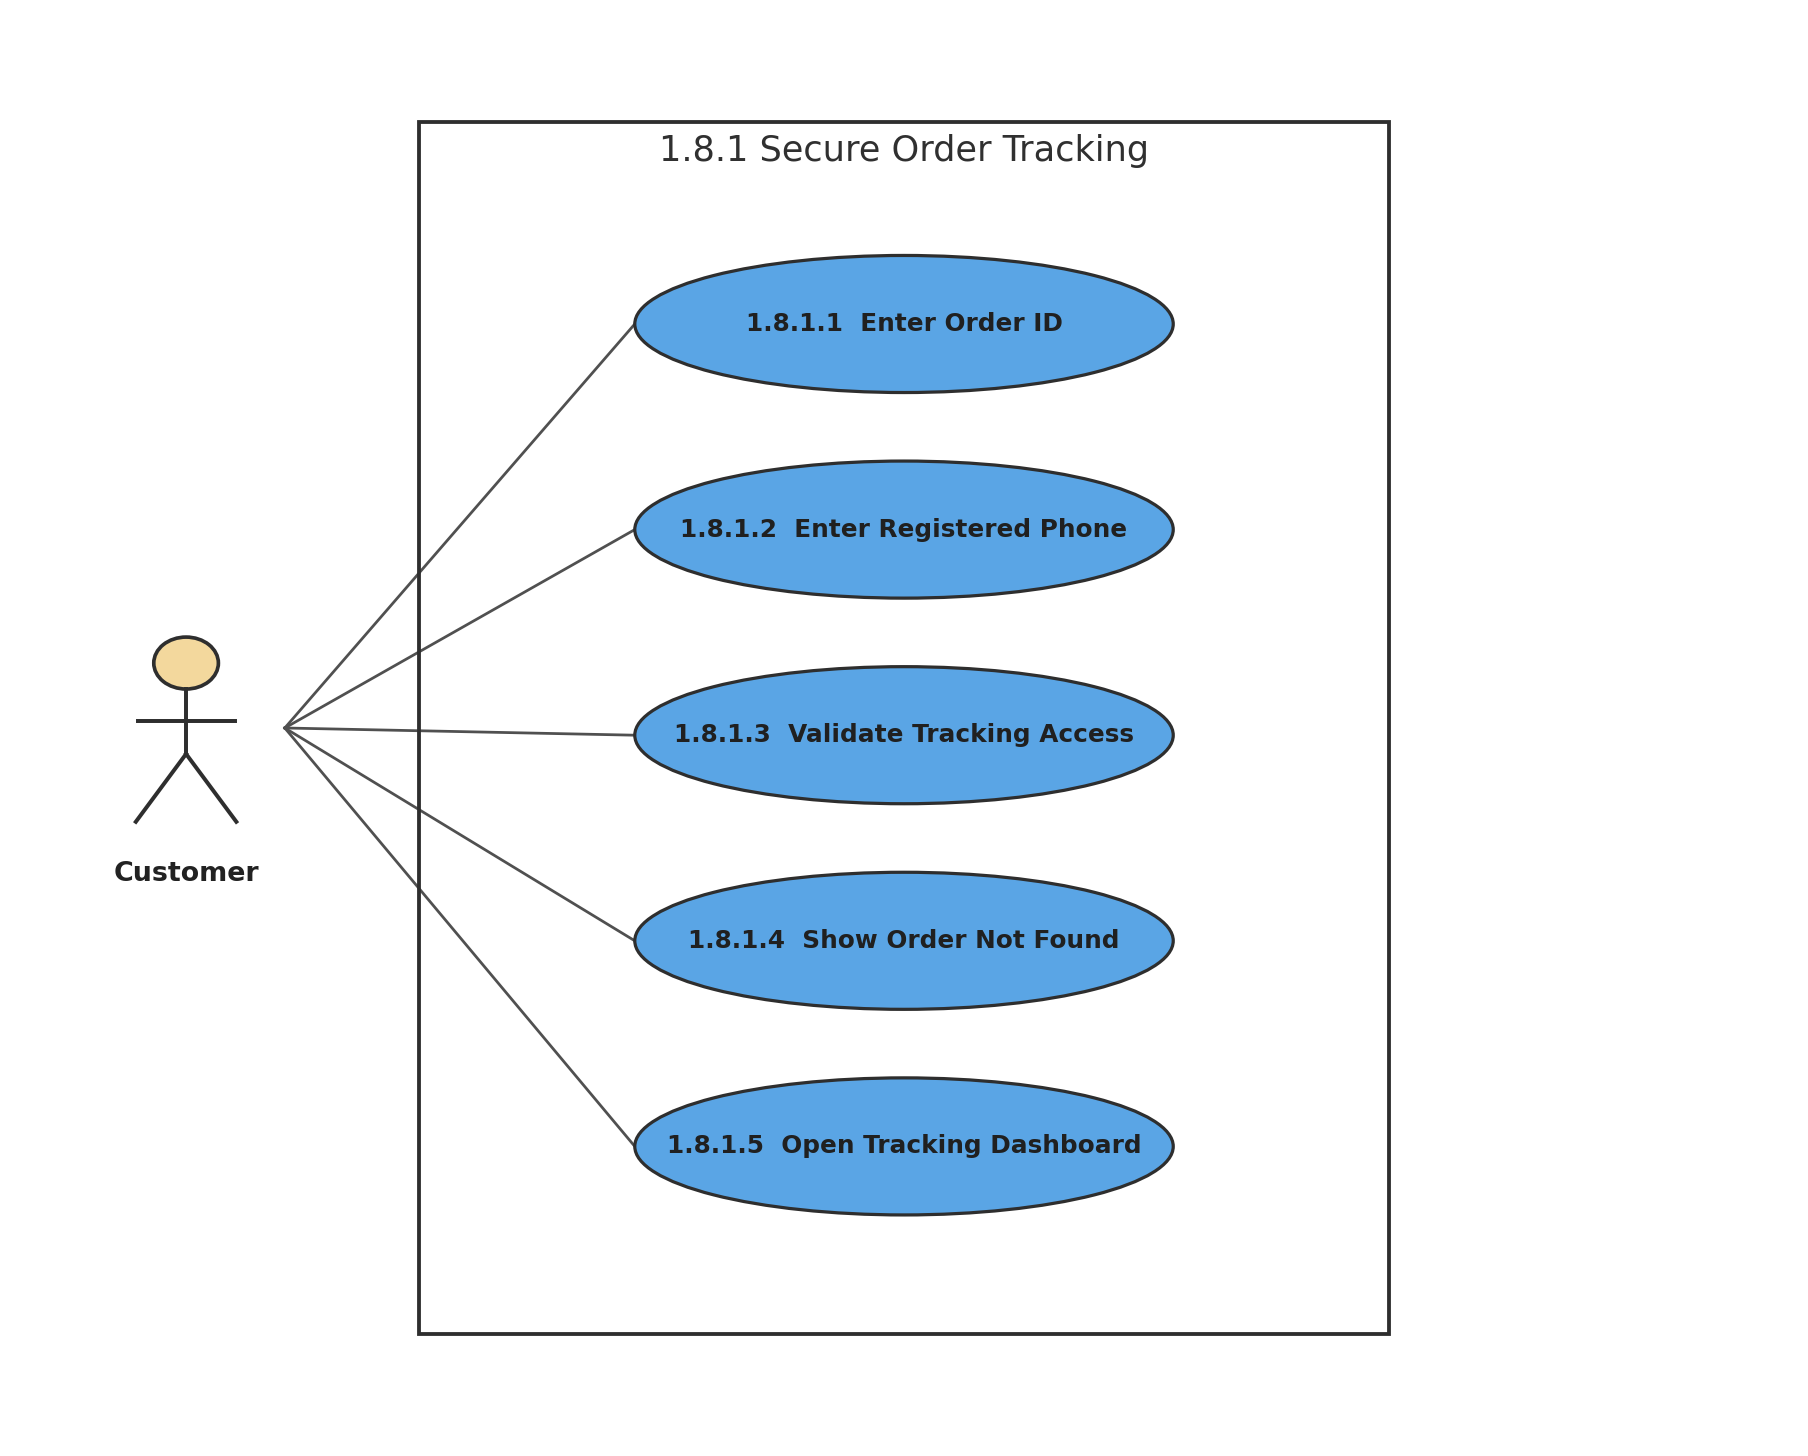 1.8.1 Secure Order Tracking
1.8.1.1  Enter Order ID
1.8.1.2  Enter Registered Phone
1.8.1.3  Validate Tracking Access
Customer
1.8.1.4  Show Order Not Found
1.8.1.5  Open Tracking Dashboard